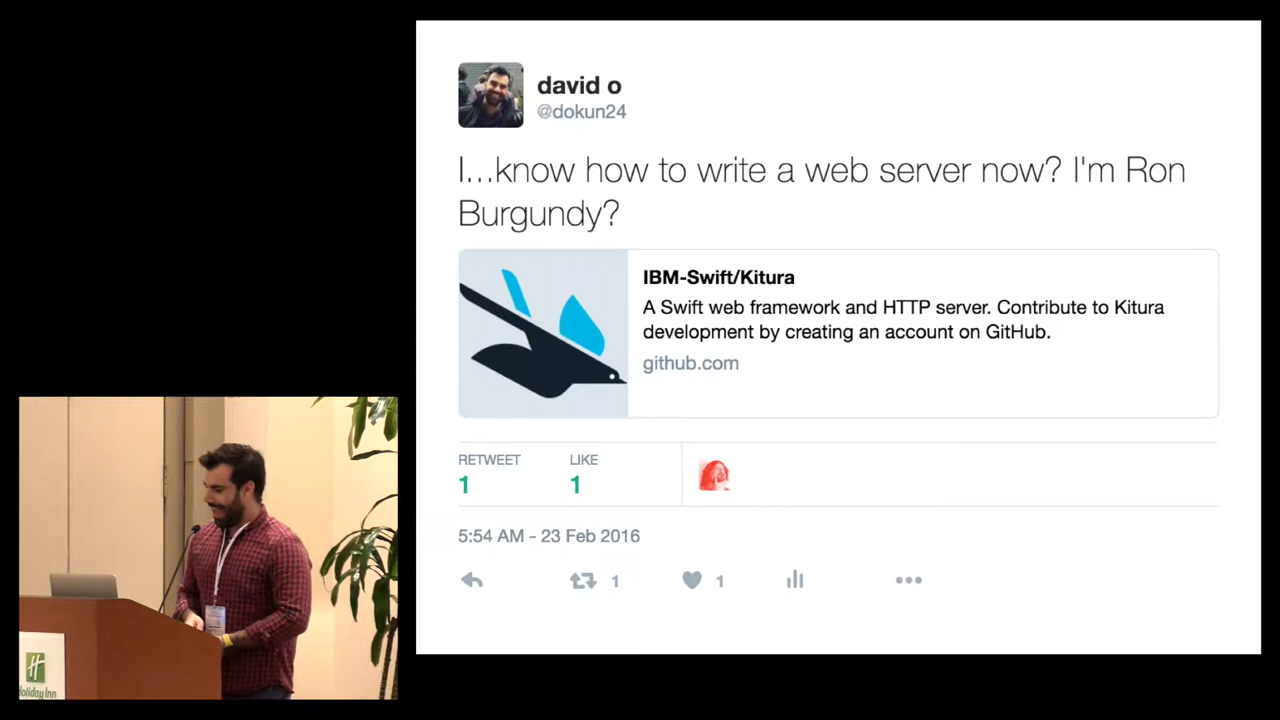 david o
@dokun24
I...know how to write a web server now? I'm Ron
Burgundy?
IBM-Swift/Kitura
A Swift web framework and HTTP server. Contribute to Kitura
development by creating an account on GitHub.
github.com
RETWEET
LIKE
1
1
5:54 AM - 23 Feb 2016
1
1
Holiday Inn